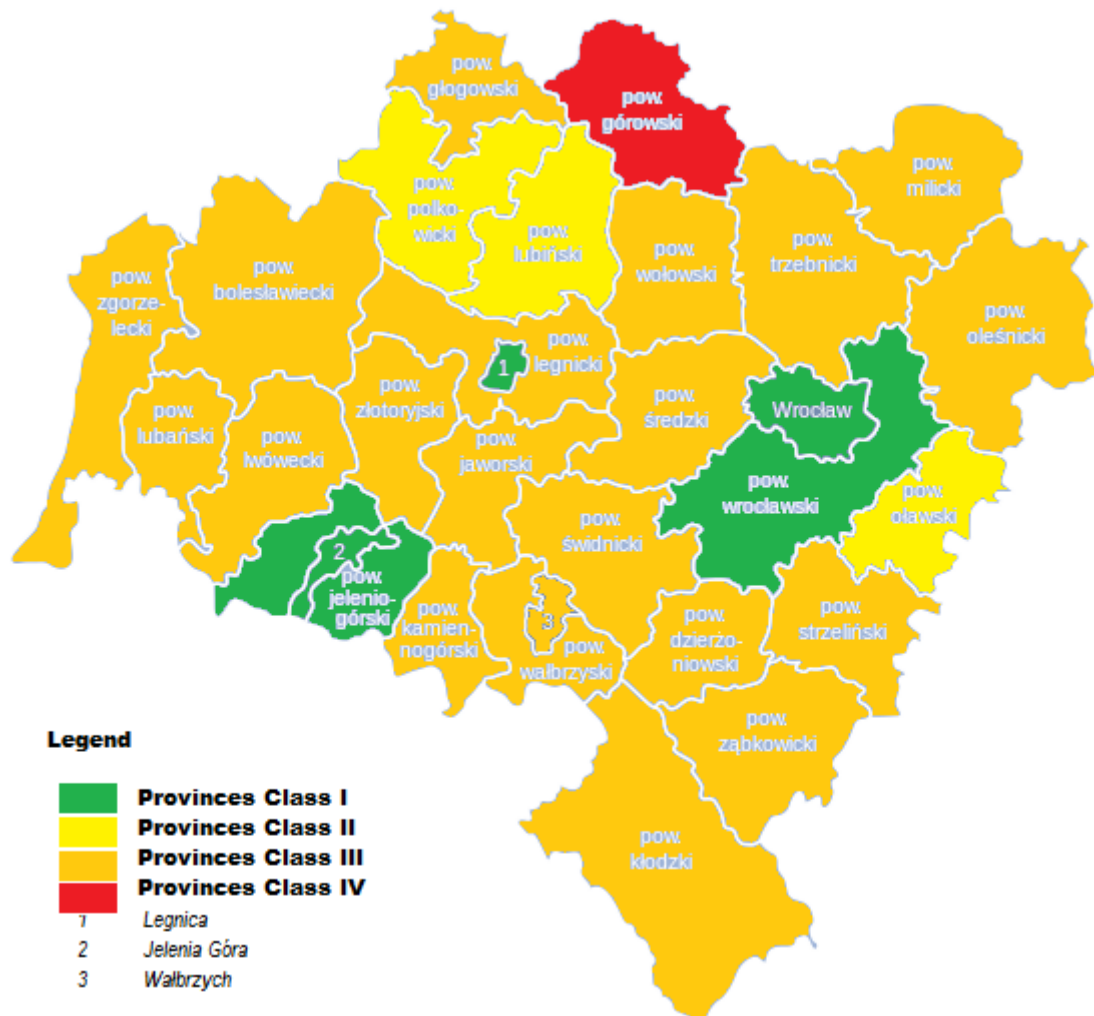 pow.
głogowski
pow.
górowski
pow.
milicki
pow.
polko-
wicki
pow.
lubiński
pow.
wołowski
pow.
trzebnicki
pow.
zgorze-
lecki
pow.
bolesławiecki
pow.
oleśnicki
1
pow.
legnicki
pow.
złotoryjski
pow.
średzki
Wrocław
pow.
lubański
pow.
lwówecki
pow.
jaworski
pow.
wrocławski
pow.
oławski
pow.
świdnicki
2
pow.
jelenio-
górski
pow.
kamien-
nogórski
3
pow.
wałbrzyski
pow.
dzierżo-
niowski
pow.
strzeliński
pow.
ząbkowicki
pow.
kłodzki
Legend
Provinces Class I
Provinces Class II
Provinces Class III
Provinces Class IV
1 Legnica
2 Jelenia Góra
3 Wałbrzych